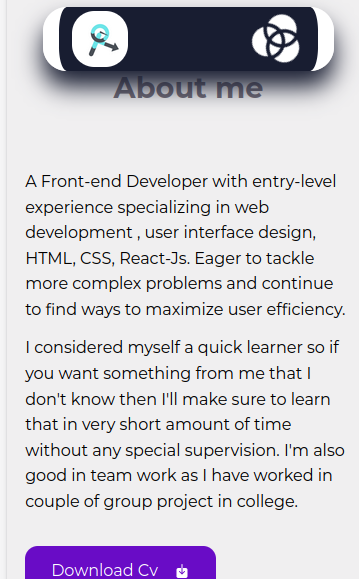 About me
A Front-end Developer with entry-level
experience specializing in web
development , user interface design,
HTML, CSS, React-Js. Eager to tackle
more complex problems and continue
to find ways to maximize user efficiency.
I considered myself a quick learner so if
you want something from me that I
don't know then I'll make sure to learn
that in very short amount of time
without any special supervision. I'm also
good in team work as I have worked in
couple of group project in college.
Download Cv